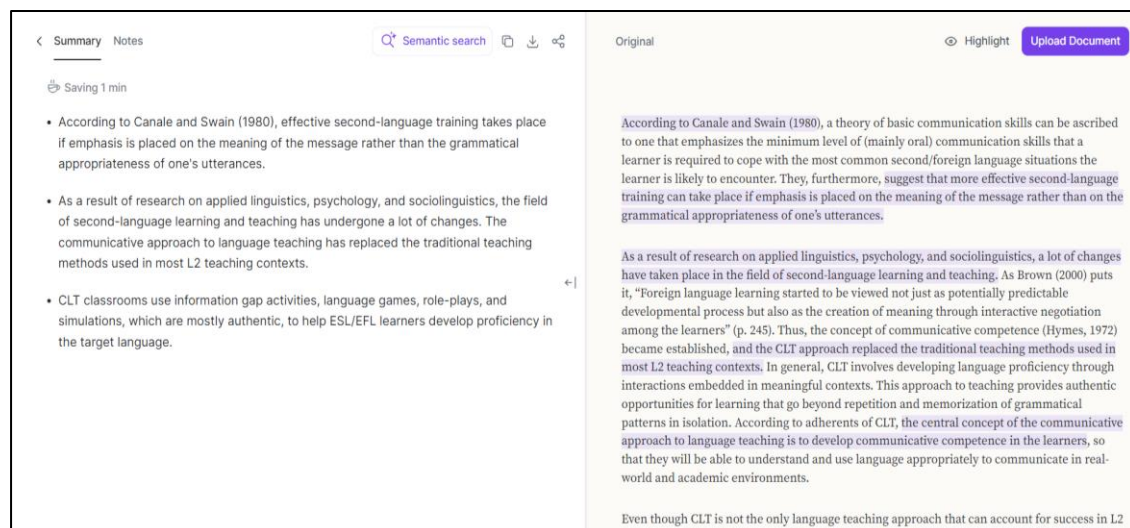 Summary Notes
Semantic search
Saving 1 min
• According to Canale and Swain (1980), effective second-language training takes place
if emphasis is placed on the meaning of the message rather than the grammatical
appropriateness of one's utterances.
• As a result of research on applied linguistics, psychology, and sociolinguistics, the field
of second-language learning and teaching has undergone a lot of changes. The
communicative approach to language teaching has replaced the traditional teaching
methods used in most L2 teaching contexts.
• CLT classrooms use information gap activities, language games, role-plays, and
simulations, which are mostly authentic, to help ESL/EFL learners develop proficiency in
the target language.
Original
Highlight
Upload Document
According to Canale and Swain (1980), a theory of basic communication skills can be ascribed
to one that emphasizes the minimum level of (mainly oral) communication skills that a
learner is required to cope with the most common second/foreign language situations the
learner is likely to encounter. They, furthermore, suggest that more effective second-language
training can take place if emphasis is placed on the meaning of the message rather than on the
grammatical appropriateness of one’s utterances.
As a result of research on applied linguistics, psychology, and sociolinguistics, a lot of changes
have taken place in the field of second-language learning and teaching. As Brown (2000) puts
it, “Foreign language learning started to be viewed not just as potentially predictable
developmental process but also as the creation of meaning through interactive negotiation
among the learners” (p. 245). Thus, the concept of communicative competence (Hymes, 1972)
became established, and the CLT approach replaced the traditional teaching methods used in
most L2 teaching contexts. In general, CLT involves developing language proficiency through
interactions embedded in meaningful contexts. This approach to teaching provides authentic
opportunities for learning that go beyond repetition and memorization of grammatical
patterns in isolation. According to adherents of CLT, the central concept of the communicative
approach to language teaching is to develop communicative competence in the learners, so
that they will be able to understand and use language appropriately to communicate in real-
world and academic environments.
Even though CLT is not the only language teaching approach that can account for success in L2